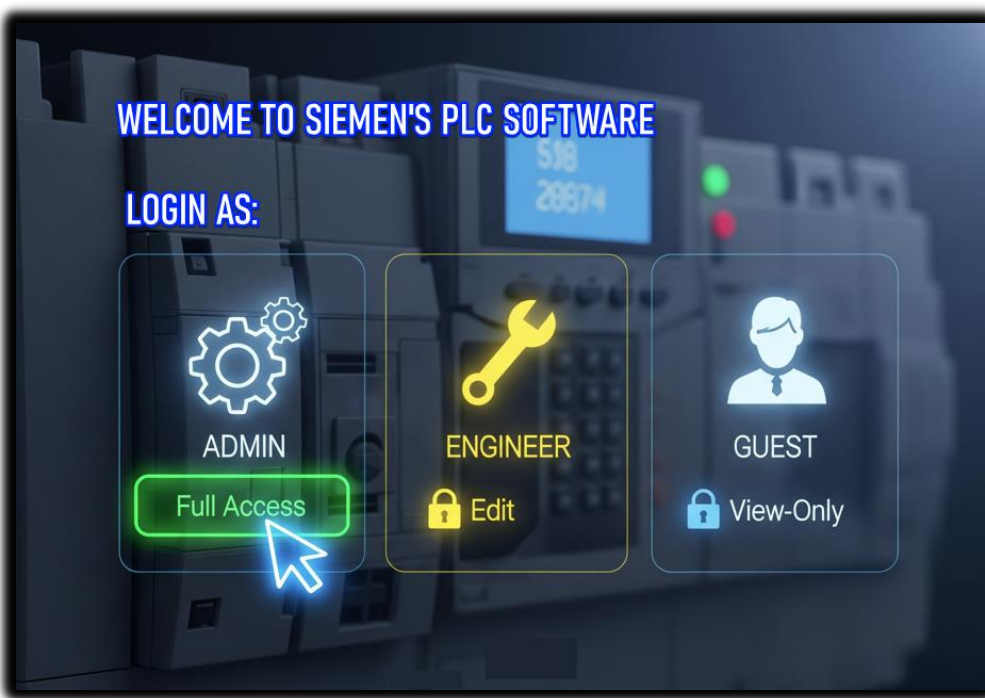 WELCOME TO SIEMEN'S PLC SOFTWARE
LOGIN AS:
ADMIN
Full Access
ENGINEER
Edit
GUEST
View-Only